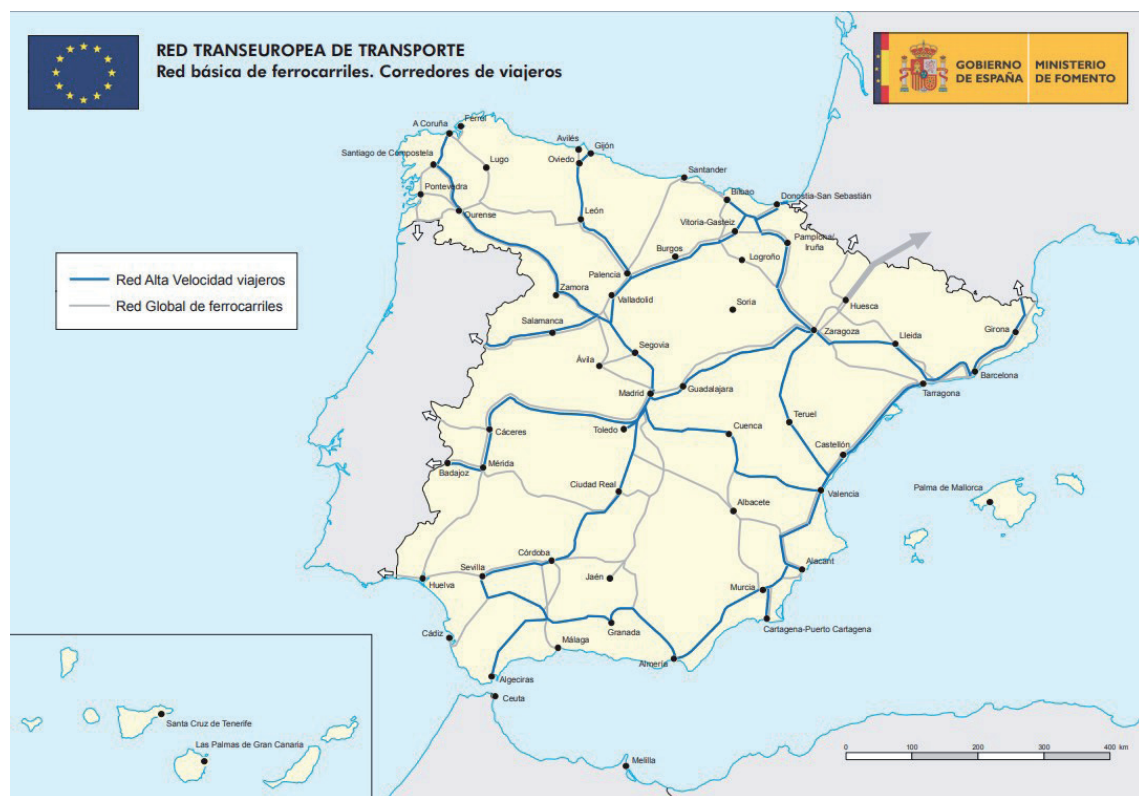 RED TRANSEUROPEA DE TRANSPORTE
Red básica de ferrocarriles. Corredores de viajeros
GOBIERNO
DE ESPAÑA
MINISTERIO
DE FOMENTO
Red Alta Velocidad viajeros
Red Global de ferrocarriles
Ferrol
A Coruña
Avilés
Gijón
Santiago de Campostela
Lugo
Oviedo
Santander
Bilbao
Donostia-San Sebastián
Pontevedra
Ourense
León
Vitoria-Gasteiz
Pamplona/
Iruña
Burgos
Logroño
Palencia
Zamora
Valladolid
Soria
Huesca
Salamanca
Zaragoza
Lleida
Girona
Segovia
Ávila
Barcelona
Madrid
Guadalajara
Tarragona
Teruel
Cáceres
Toledo
Cuenca
Castellón
Badajoz
Mérida
Ciudad Real
Valencia
Palma de Mallorca
Albacete
Córdoba
Sevilla
Jaén
Alacant
Huelva
Murcia
Cádiz
Granada
Cartagena-Puerto Cartagena
Málaga
Almería
Algeciras
Ceuta
Santa Cruz de Tenerife
Las Palmas de Gran Canaria
Melilla
0 100 200 300 400 km